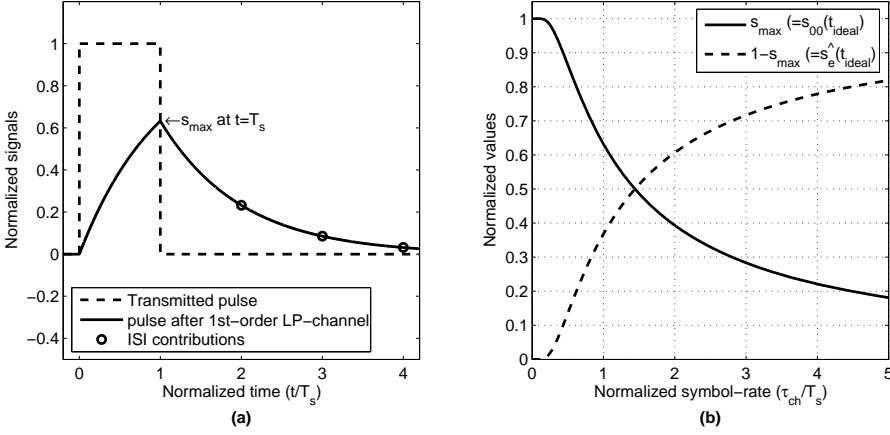 1
0.8
0.6
0.4
0.2
0
−0.2
−0.4
Normalized signals
←s_max at t=T_s
Transmitted pulse
pulse after 1st−order LP−channel
ISI contributions
0 1 2 3 4
Normalized time (t/T_s)
(a)
1
0.9
0.8
0.7
0.6
0.5
0.4
0.3
0.2
0.1
0
Normalized values
s_max (=s_00(t_ideal)
1−s_max (=s_e^(t_ideal)
0 1 2 3 4 5
Normalized symbol−rate (τ_ch/T_s)
(b)